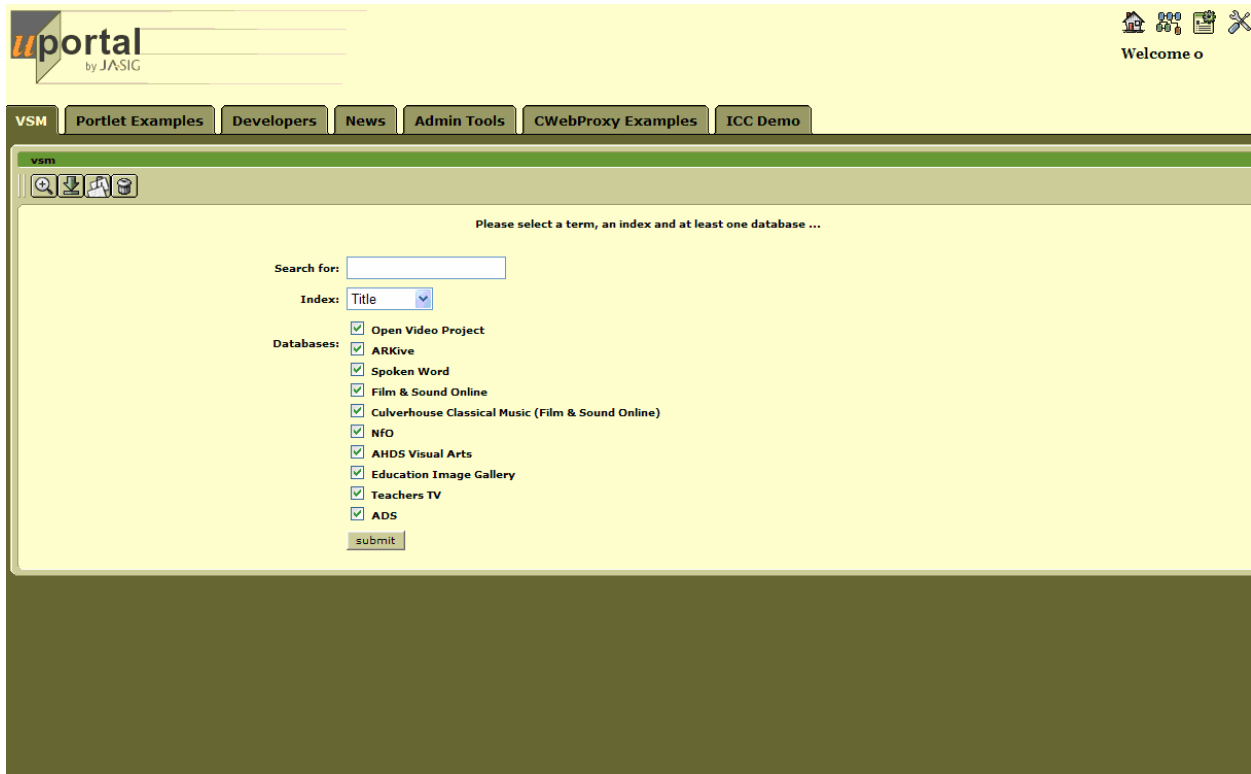 uportal
by JA-SIG
Welcome o
VSM Portlet Examples Developers News Admin Tools CWebProxy Examples ICC Demo
vsm
Please select a term, an index and at least one database ...
Search for:
Index: Title
Databases:
Open Video Project
ARKive
Spoken Word
Film & Sound Online
Culverhouse Classical Music (Film & Sound Online)
NfO
AHDS Visual Arts
Education Image Gallery
Teachers TV
ADS
submit